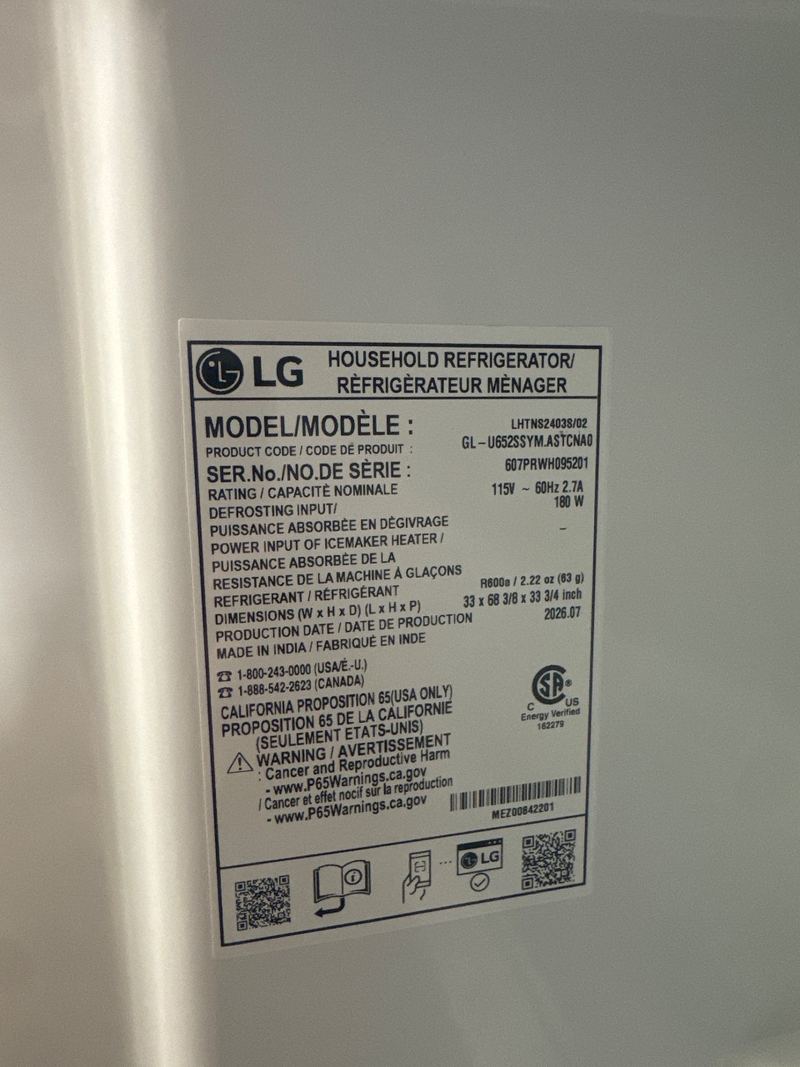 LG HOUSEHOLD REFRIGERATOR/
RÈFRIGÈRATEUR MÈNAGER
MODEL/MODÈLE : LHTNS2403S/02
PRODUCT CODE / CODE DE PRODUIT : GL-U652SSYM.ASTCNA0
SER.No./NO.DE SÈRIE : 607PRWH095201
RATING / CAPACITÈ NOMINALE 115V ~ 60Hz 2.7A
DEFROSTING INPUT/ 180 W
PUISSANCE ABSORBÈE EN DÈGIVRAGE
POWER INPUT OF ICEMAKER HEATER / –
PUISSANCE ABSORBÈE DE LA
RESISTANCE DE LA MACHINE À GLAÇONS
REFRIGERANT / RÈFRIGÈRANT R600a / 2.22 oz (63 g)
DIMENSIONS (W x H x D) (L x H x P) 33 x 68 3/8 x 33 3/4 inch
PRODUCTION DATE / DATE DE PRODUCTION 2026.07
MADE IN INDIA / FABRIQUÈ EN INDE
1-800-243-0000 (USA/É.-U.)
1-888-542-2623 (CANADA)
CALIFORNIA PROPOSITION 65(USA ONLY)
PROPOSITION 65 DE LA CALIFORNIE
(SEULEMENT ETATS-UNIS)
WARNING / AVERTISSEMENT
: Cancer and Reproductive Harm
- www.P65Warnings.ca.gov
/ Cancer et effet nocif sur la reproduction
- www.P65Warnings.ca.gov
SA ®
C US
Energy Verified
162279
MEZ00842201
LG